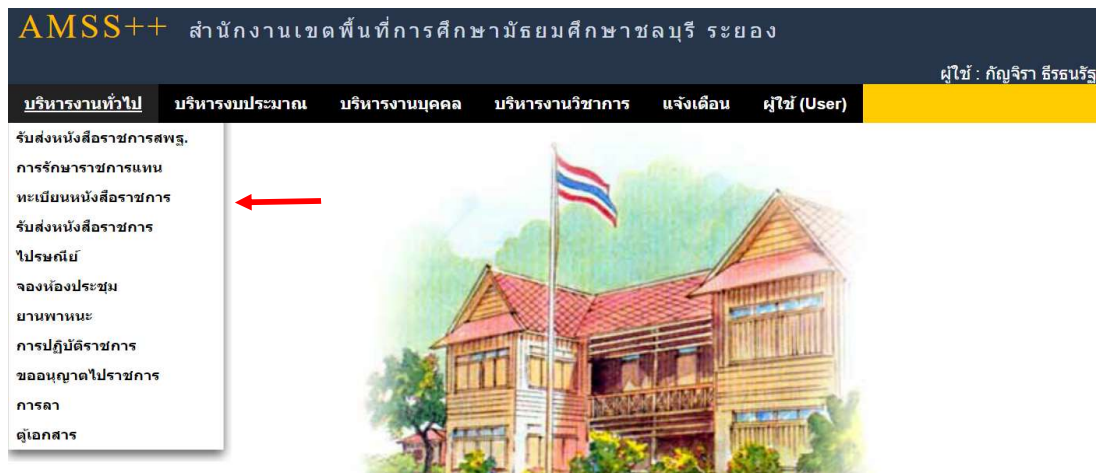 AMSS++ สำนักงานเขตพื้นที่การศึกษามัธยมศึกษาชลบุรี ระยอง
ผู้ใช้ : กัญจิรา ธีรธนรัฐ
บริหารงานทั่วไป บริหารงบประมาณ บริหารงานบุคคล บริหารงานวิชาการ แจ้งเตือน ผู้ใช้ (User)
รับส่งหนังสือราชการสพฐ.
การรักษาราชการแทน
ทะเบียนหนังสือราชการ
รับส่งหนังสือราชการ
ไปรษณีย์
จองห้องประชุม
ยานพาหนะ
การปฏิบัติราชการ
ขออนุญาตไปราชการ
การลา
ตู้เอกสาร